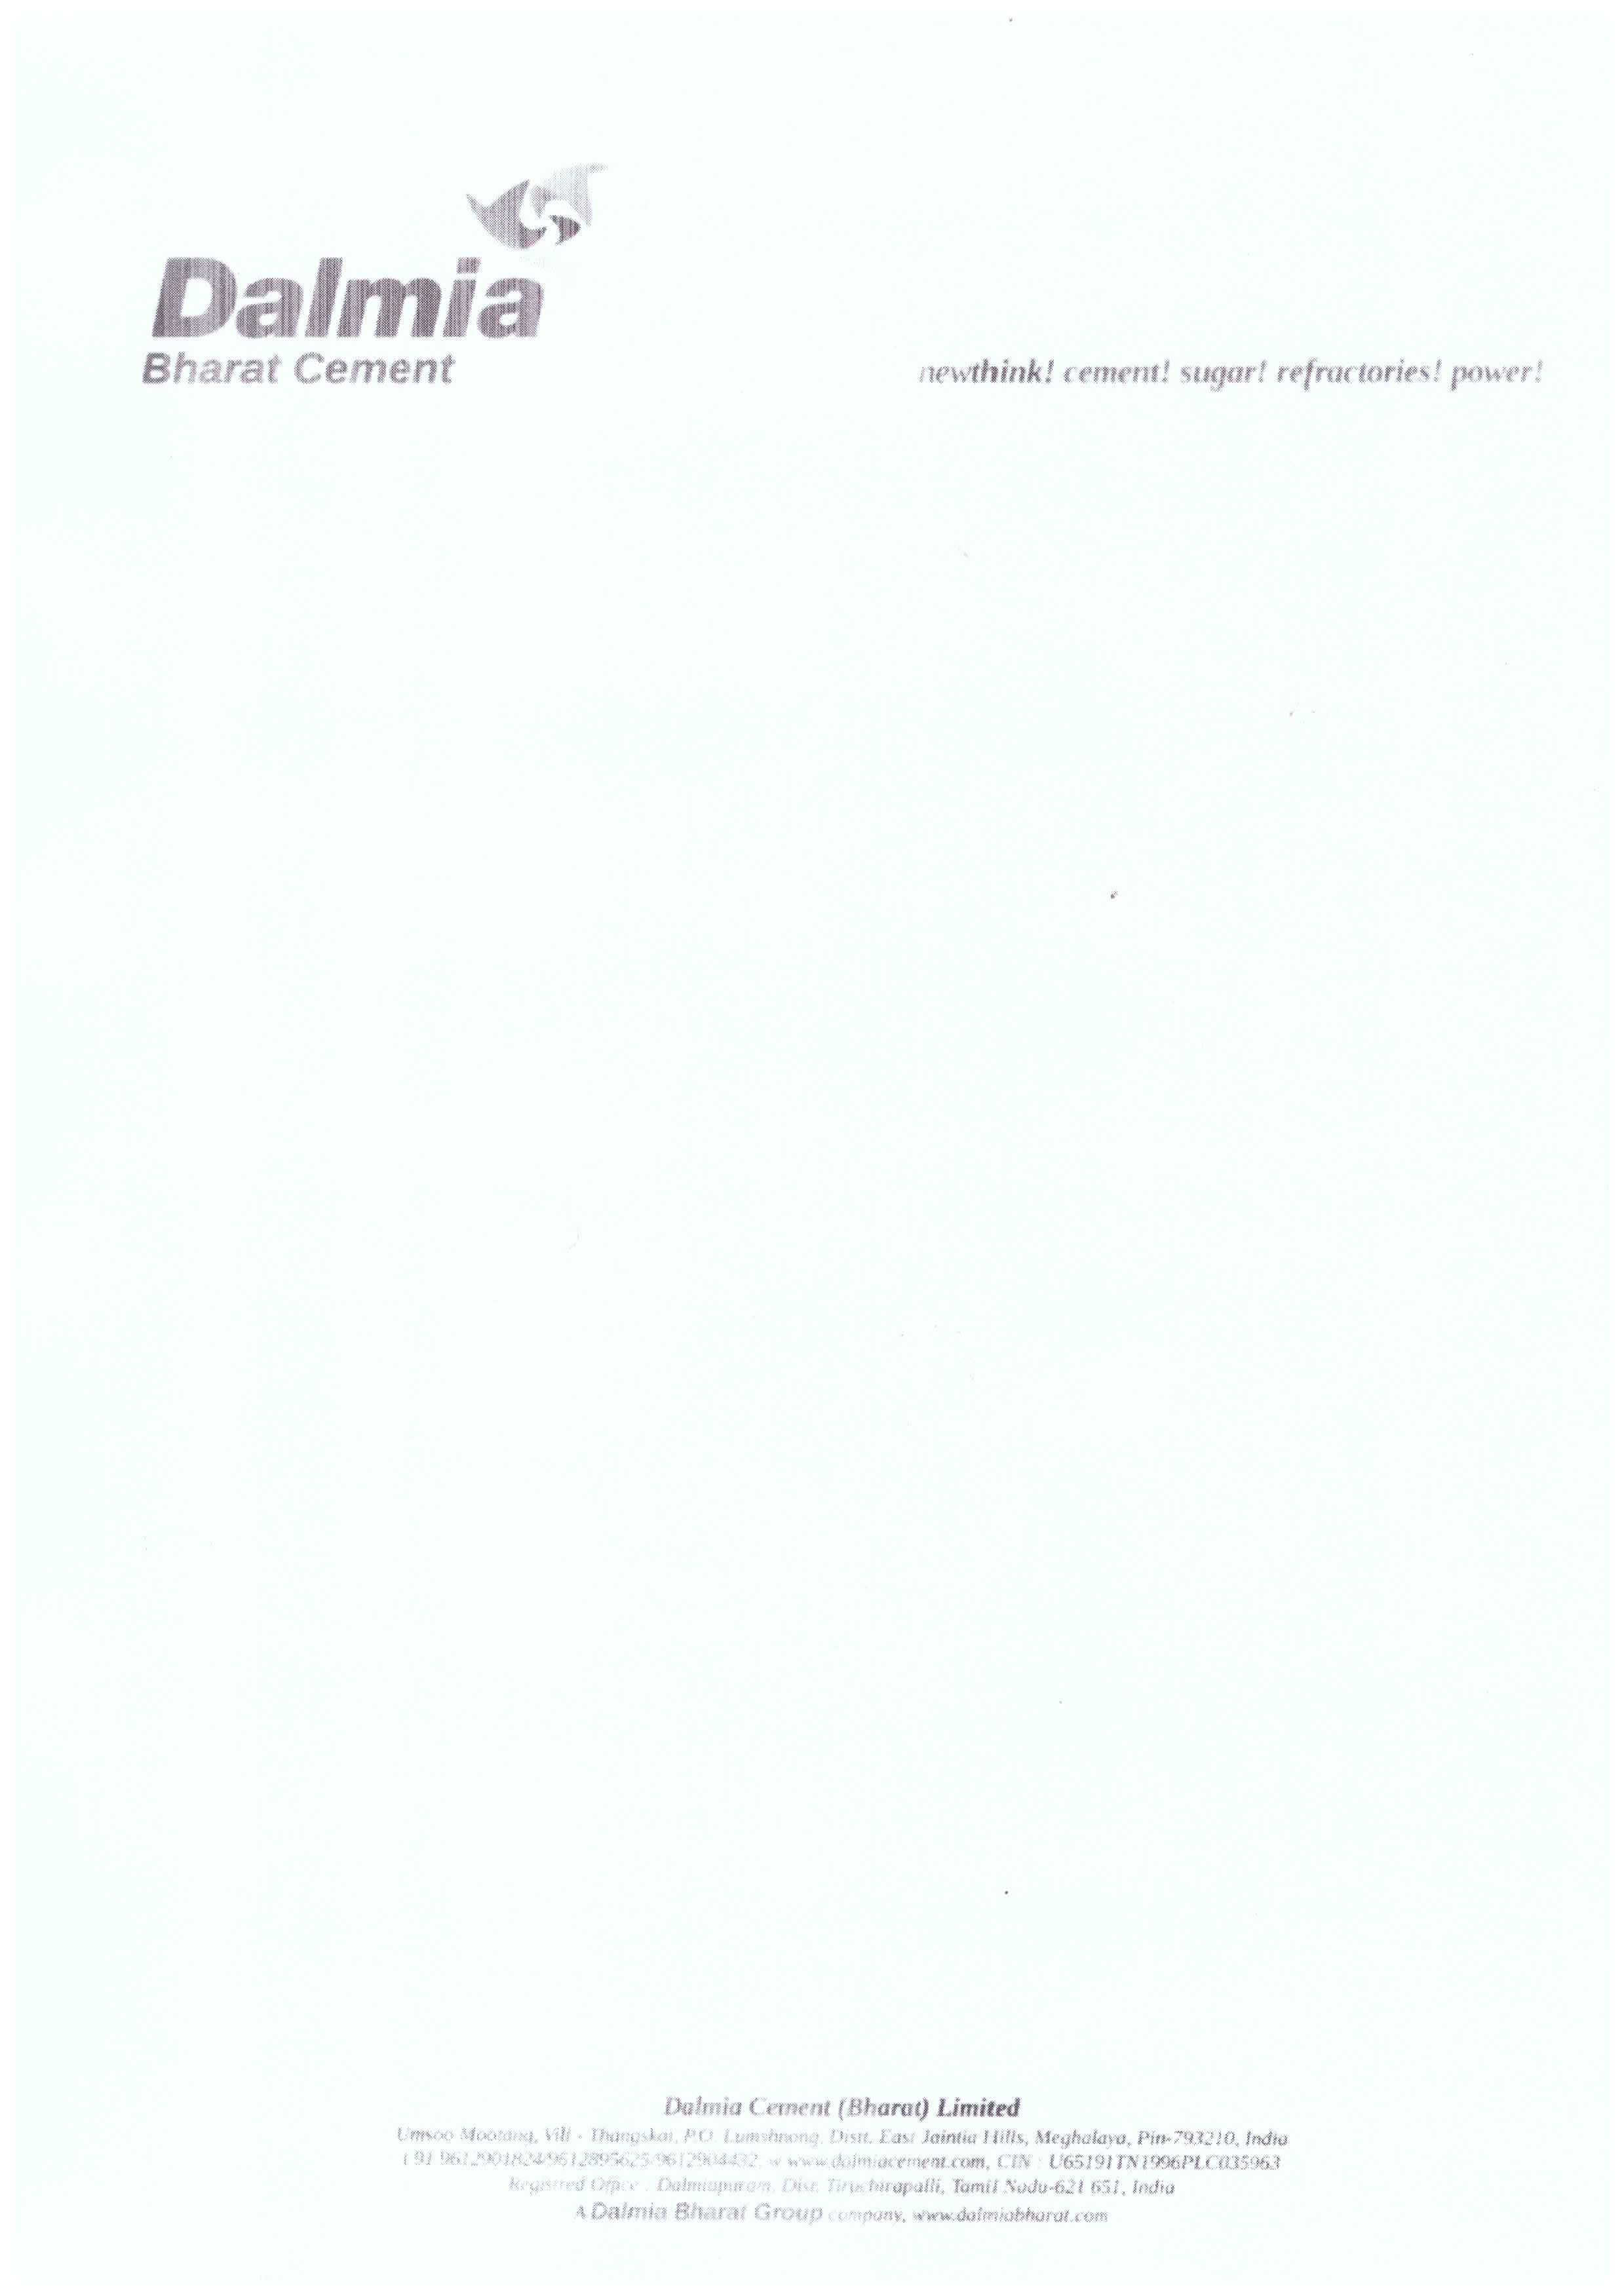 Dalmia
Bharat Cement
newthink! cement! sugar! refractories! power!
Dalmia Cement (Bharat) Limited
Umsoo Mootang, Vill - Thangskai, P.O. Lumshnong, Distt. East Jaintia Hills, Meghalaya, Pin-793210, India
t 91 9612901824/9612895625/9612904432, w www.dalmiacement.com, CIN : U65191TN1996PLC035963
Registred Office : Dalmiapuram, Dist. Tiruchirapalli, Tamil Nadu-621 651, India
A Dalmia Bharat Group company, www.dalmiabharat.com